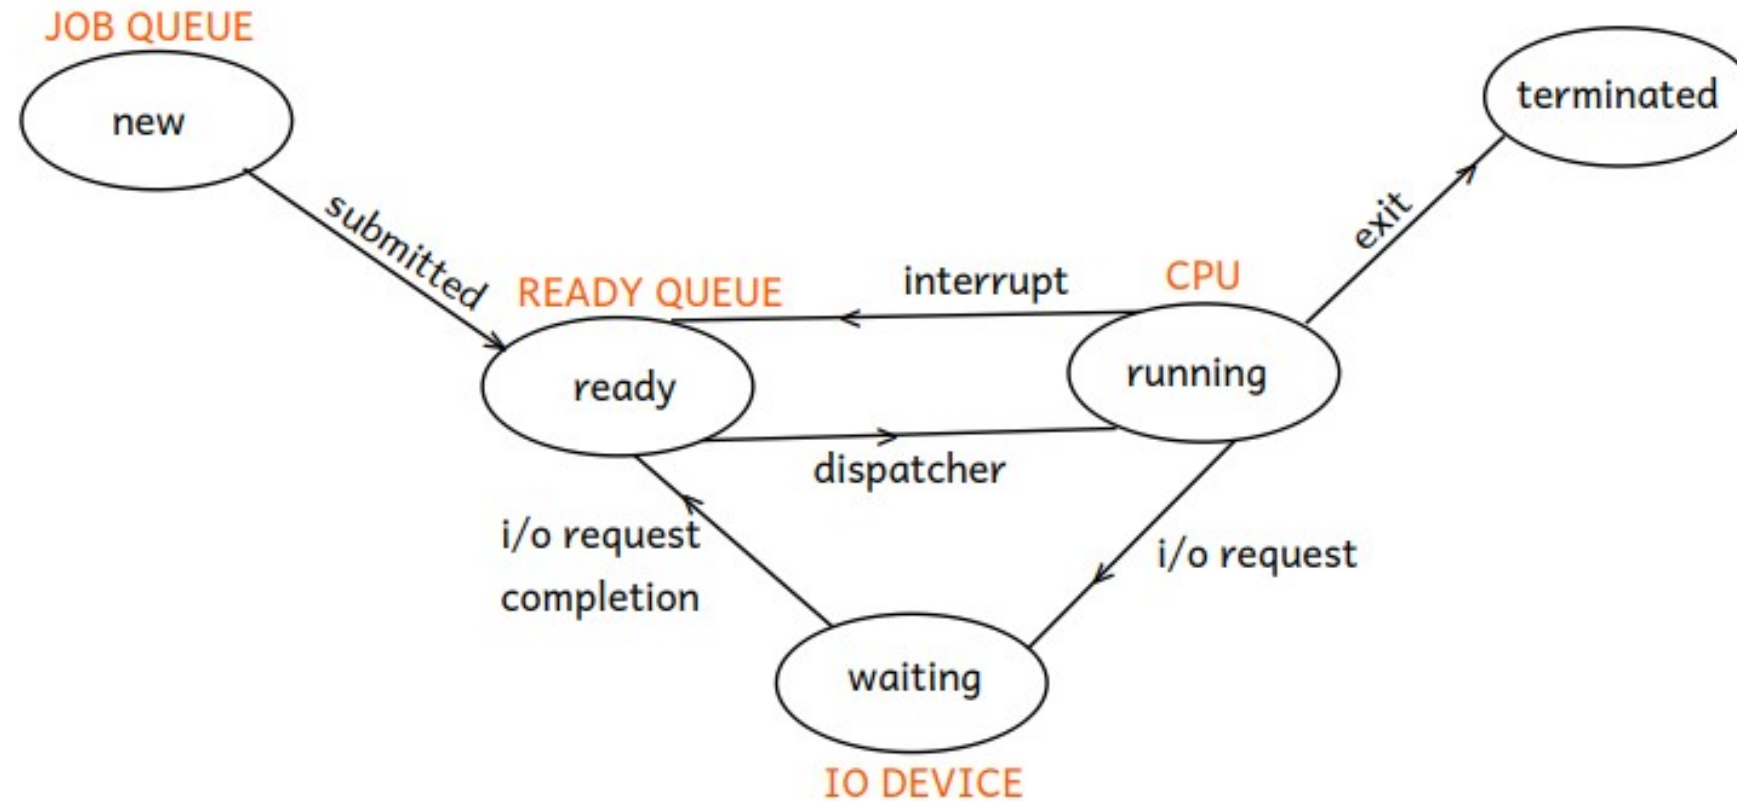 JOB QUEUE
new
terminated
submitted
exit
READY QUEUE
interrupt
CPU
ready
running
dispatcher
i/o request
completion
i/o request
waiting
IO DEVICE